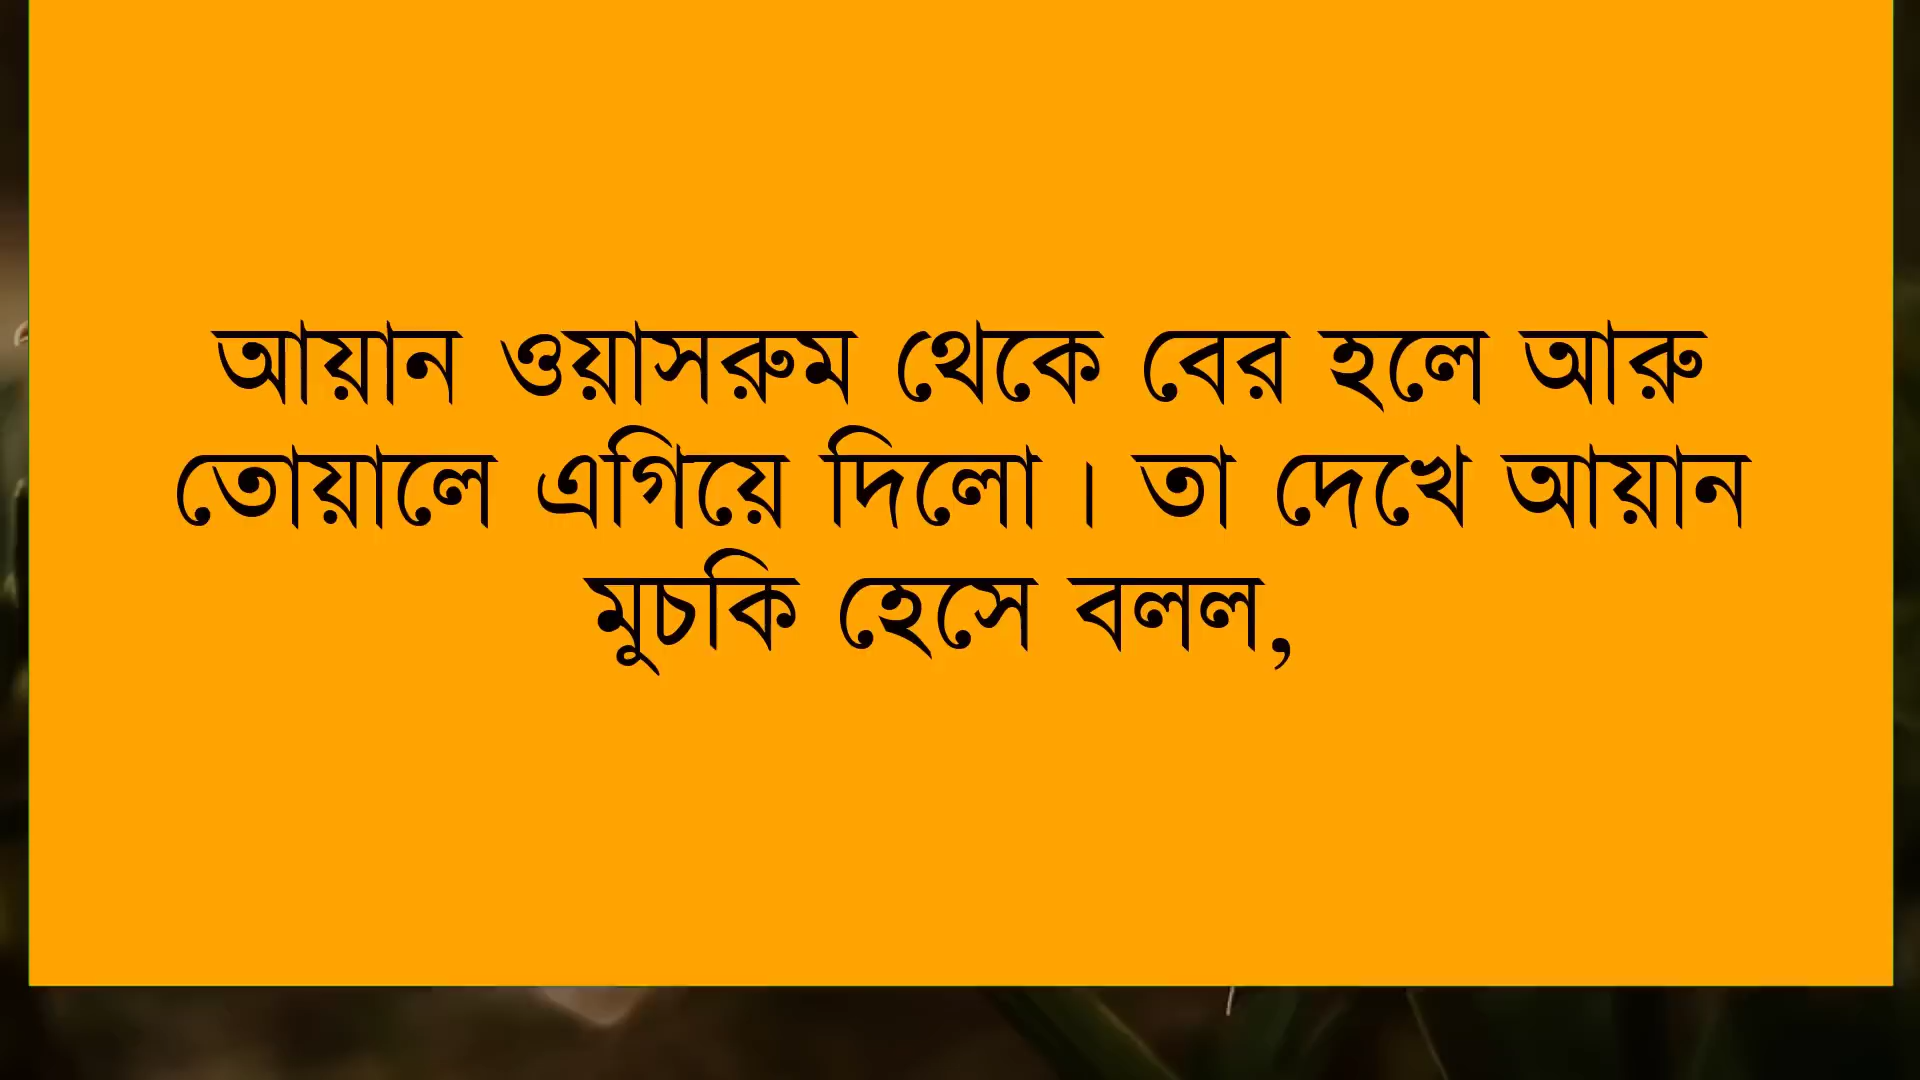 আয়ান ওয়াসরুম থেকে বের হলে আরু
তোয়ালে এগিয়ে দিলো। তা দেখে আয়ান
মুচকি হেসে বলল,